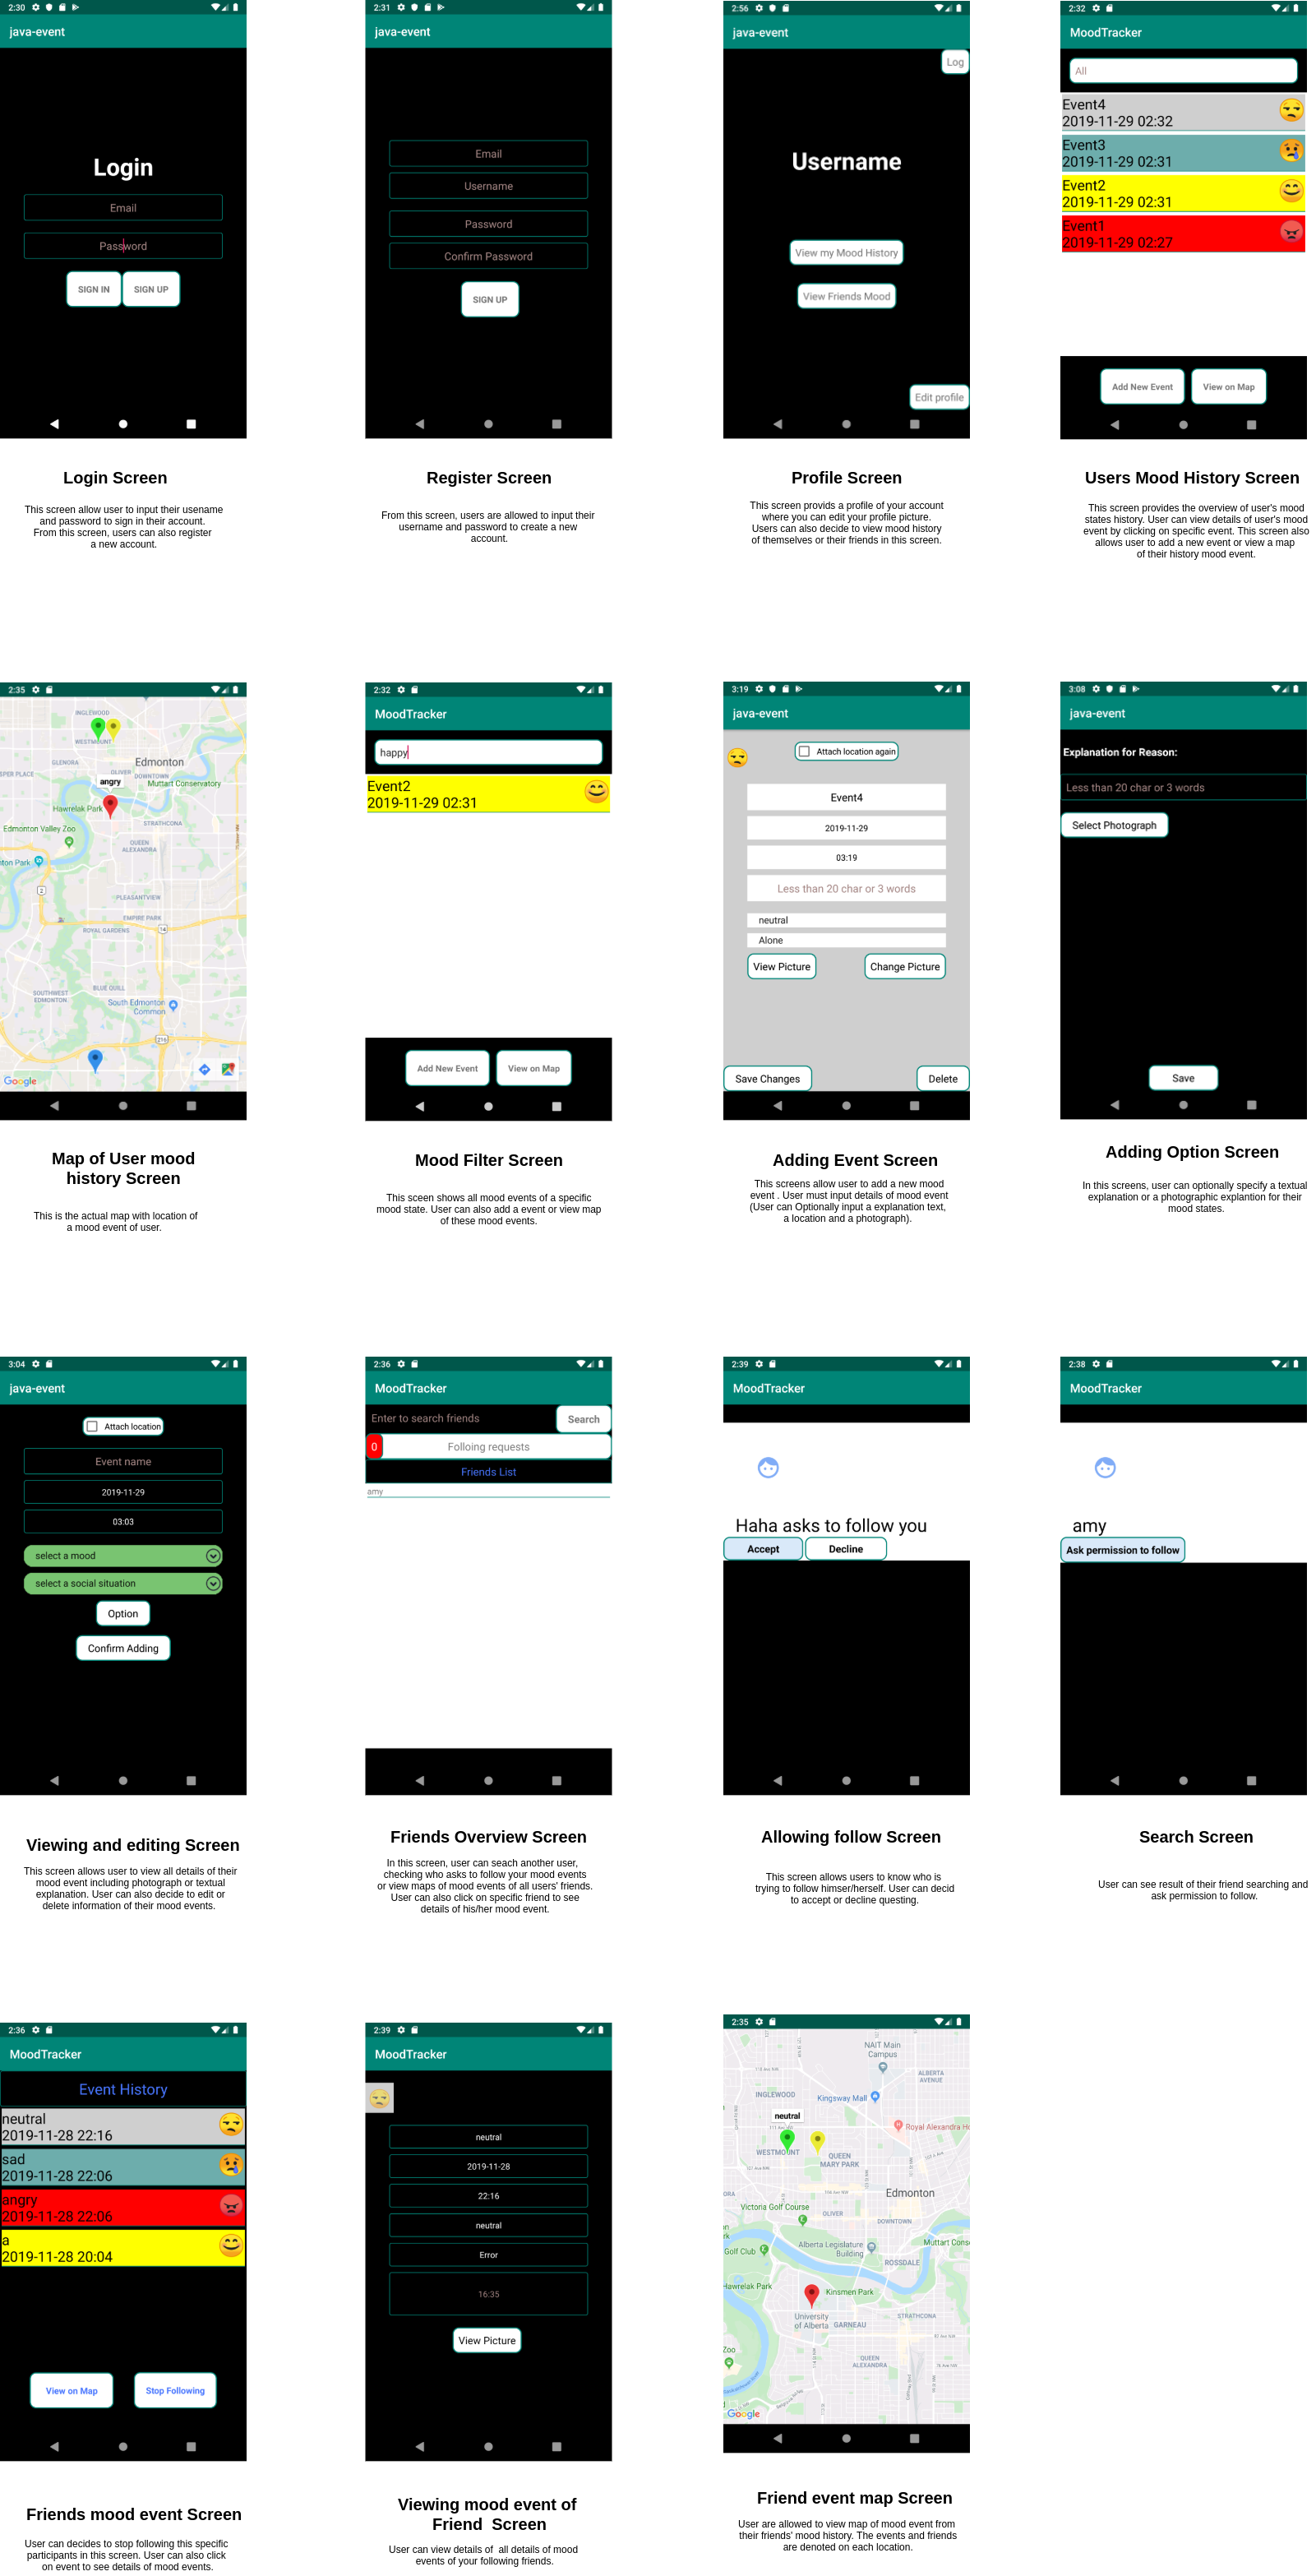 2:30
java-event
Login
Email
Password
SIGN IN
SIGN UP
Login Screen
This screen allow user to input their usename
and password to sign in their account.
From this screen, users can also register
a new account.
2:31
java-event
Email
Username
Password
Confirm Password
SIGN UP
Register Screen
From this screen, users are allowed to input their
username and password to create a new
account.
2:56
java-event
Log
Username
View my Mood History
View Friends Mood
Edit profile
Profile Screen
This screen provids a profile of your account
where you can edit your profile picture.
Users can also decide to view mood history
of themselves or their friends in this screen.
2:32
MoodTracker
All
Event4
2019-11-29 02:32
Event3
2019-11-29 02:31
Event2
2019-11-29 02:31
Event1
2019-11-29 02:27
Add New Event
View on Map
Users Mood History Screen
This screen provides the overview of user's mood
states history. User can view details of user's mood
event by clicking on specific event. This screen also
allows user to add a new event or view a map
of their history mood event.
2:35
INGLEWOOD
WESTMOUNT
GLENORA
Edmonton
OLIVER
DOWNTOWN
angry
Muttart Conservatory
Hawrelak Park
STRATHCONA
Edmonton Valley Zoo
QUEEN
ALEXANDRA
PLEASANTVIEW
EMPIRE PARK
ROYAL GARDENS
BLUE QUILL
SOUTHWEST
EDMONTON
South Edmonton
Common
Google
Map of User mood
history Screen
This is the actual map with location of
a mood event of user.
2:32
MoodTracker
happy
Event2
2019-11-29 02:31
Add New Event
View on Map
Mood Filter Screen
This sceen shows all mood events of a specific
mood state. User can also add a event or view map
of these mood events.
3:19
java-event
Attach location again
Event4
2019-11-29
03:19
Less than 20 char or 3 words
neutral
Alone
View Picture
Change Picture
Save Changes
Delete
Adding Event Screen
This screens allow user to add a new mood
event . User must input details of mood event
(User can Optionally input a explanation text,
a location and a photograph).
3:08
java-event
Explanation for Reason:
Less than 20 char or 3 words
Select Photograph
Save
Adding Option Screen
In this screens, user can optionally specify a textual
explanation or a photographic explantion for their
mood states.
3:04
java-event
Attach location
Event name
2019-11-29
03:03
select a mood
select a social situation
Option
Confirm Adding
Viewing and editing Screen
This screen allows user to view all details of their
mood event including photograph or textual
explanation. User can also decide to edit or
delete information of their mood events.
2:36
MoodTracker
Enter to search friends
Search
0
Folloing requests
Friends List
amy
Friends Overview Screen
In this screen, user can seach another user,
checking who asks to follow your mood events
or view maps of mood events of all users' friends.
User can also click on specific friend to see
details of his/her mood event.
2:39
MoodTracker
Haha asks to follow you
Accept
Decline
Allowing follow Screen
This screen allows users to know who is
trying to follow himser/herself. User can decid
to accept or decline questing.
2:38
MoodTracker
amy
Ask permission to follow
Search Screen
User can see result of their friend searching and
ask permission to follow.
2:36
MoodTracker
Event History
neutral
2019-11-28 22:16
sad
2019-11-28 22:06
angry
2019-11-28 22:06
a
2019-11-28 20:04
View on Map
Stop Following
Friends mood event Screen
User can decides to stop following this specific
participants in this screen. User can also click
on event to see details of mood events.
2:39
MoodTracker
neutral
2019-11-28
22:16
neutral
Error
16:35
View Picture
Viewing mood event of
Friend Screen
User can view details of all details of mood
events of your following friends.
2:35
NAIT Main
Campus
ALBERTA
AVENUE
INGLEWOOD
Kingsway Mall
neutral
Royal Alexandra Ho
WESTMOUNT
QUEEN
MARY PARK
Edmonton
Victoria Golf Course
OLIVER
DOWNTOWN
Golf Club
Alberta Legislature
Building
Muttart Cons
ROSSDALE
Hawrelak Park
Kinsmen Park
University
of Alberta
GARNEAU
STRATHCONA
Zoo
QUEEN
ALEXANDRA
Google
Friend event map Screen
User are allowed to view map of mood event from
their friends' mood history. The events and friends
are denoted on each location.